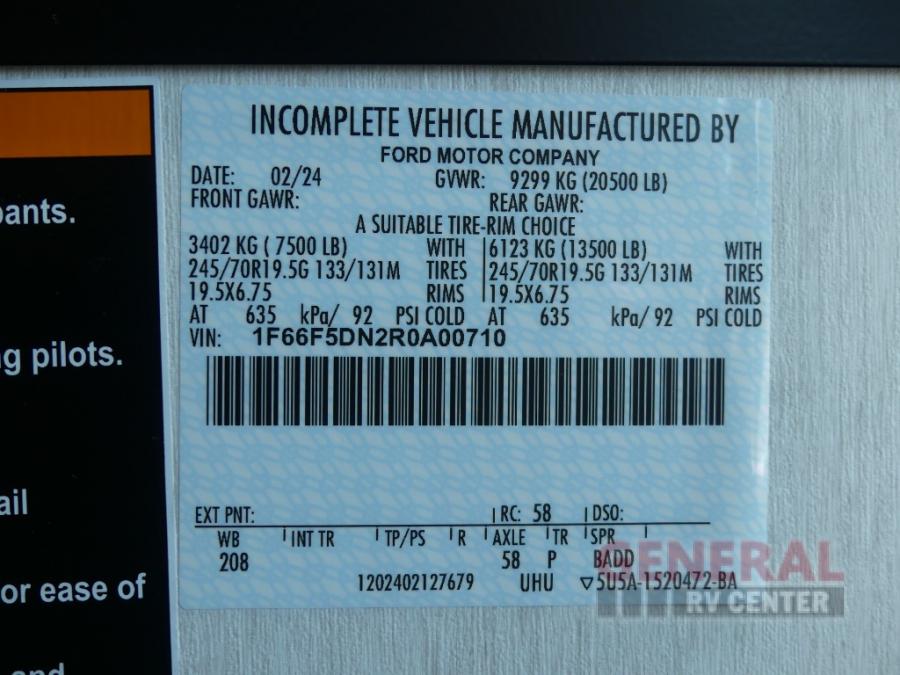 INCOMPLETE VEHICLE MANUFACTURED BY
FORD MOTOR COMPANY
DATE: 02/24 GVWR: 9299 KG (20500 LB)
FRONT GAWR: REAR GAWR:
A SUITABLE TIRE-RIM CHOICE
3402 KG ( 7500 LB) WITH 6123 KG (13500 LB) WITH
245/70R19.5G 133/131M TIRES 245/70R19.5G 133/131M TIRES
19.5X6.75 RIMS 19.5X6.75 RIMS
AT 635 kPa/ 92 PSI COLD AT 635 kPa/ 92 PSI COLD
VIN: 1F66F5DN2R0A00710
EXT PNT: RC: 58 DSO:
WB INT TR TP/PS R AXLE TR SPR
208 58 P BADD
1202402127679 UHU ▽5U5A-1520472-BA
pants.
g pilots.
ail
or ease of
and
GENERAL
RV CENTER